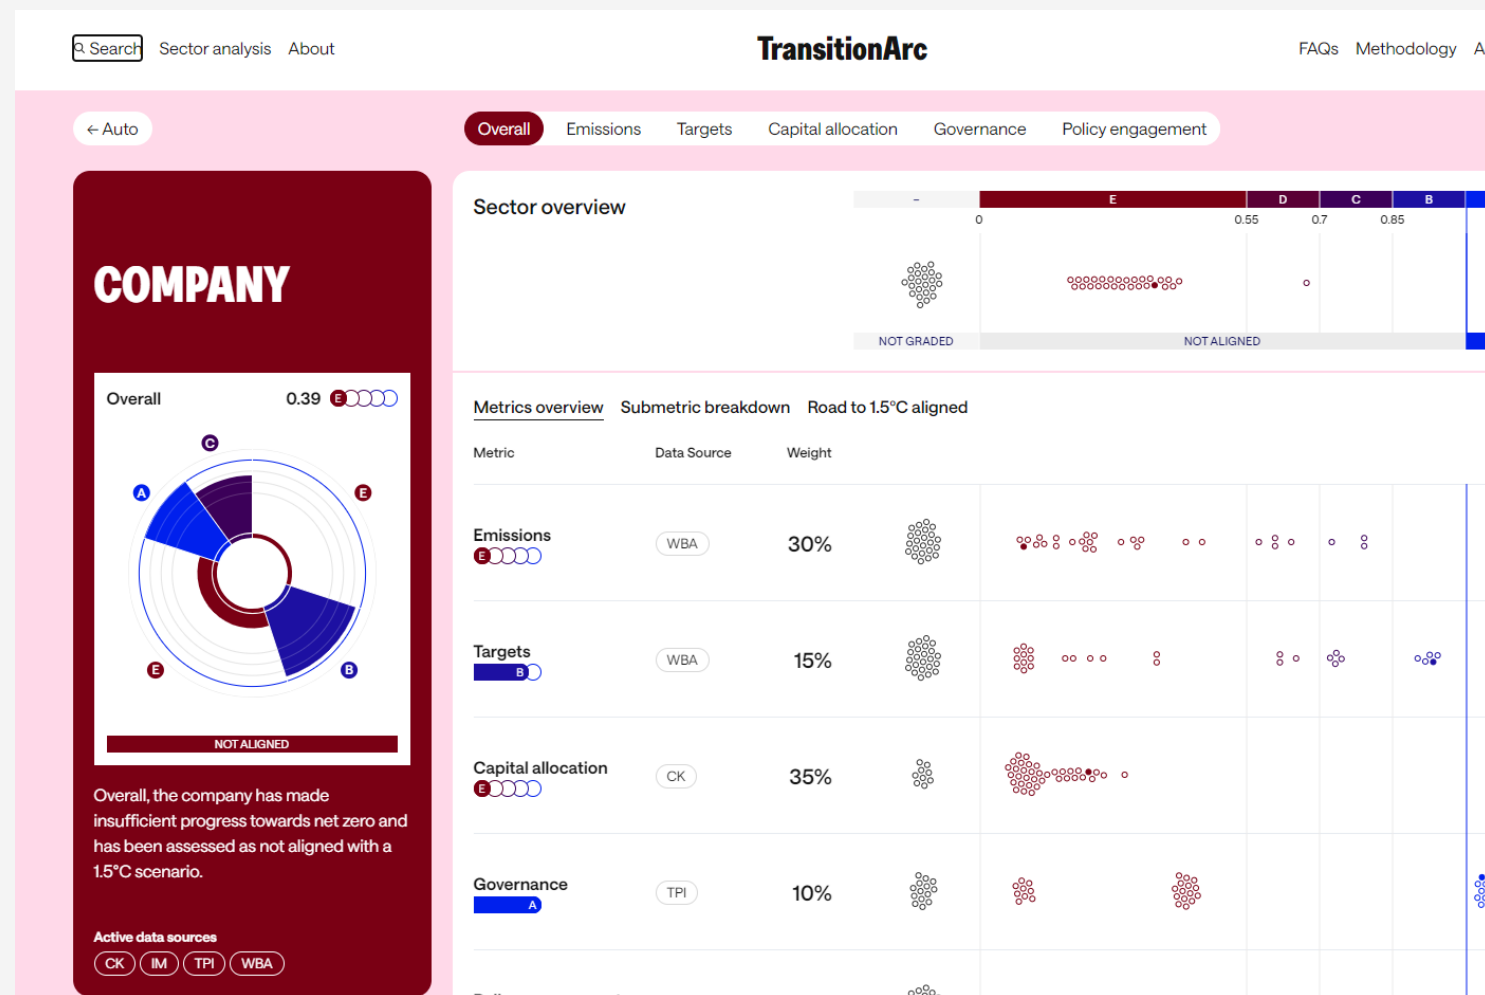 Search Sector analysis About TransitionArc FAQs Methodology A
← Auto Overall Emissions Targets Capital allocation Governance Policy engagement
COMPANY
Overall 0.39 E
C
A
E
E
B
NOT ALIGNED
Overall, the company has made
insufficient progress towards net zero and
has been assessed as not aligned with a
1.5°C scenario.
Active data sources
CK IM TPI WBA
Sector overview
– E D C B
0 0.55 0.7 0.85
NOT GRADED NOT ALIGNED
Metrics overview Submetric breakdown Road to 1.5°C aligned
Metric Data Source Weight
Emissions
E
WBA 30%
Targets
B
WBA 15%
Capital allocation
E
CK 35%
Governance
A
TPI 10%